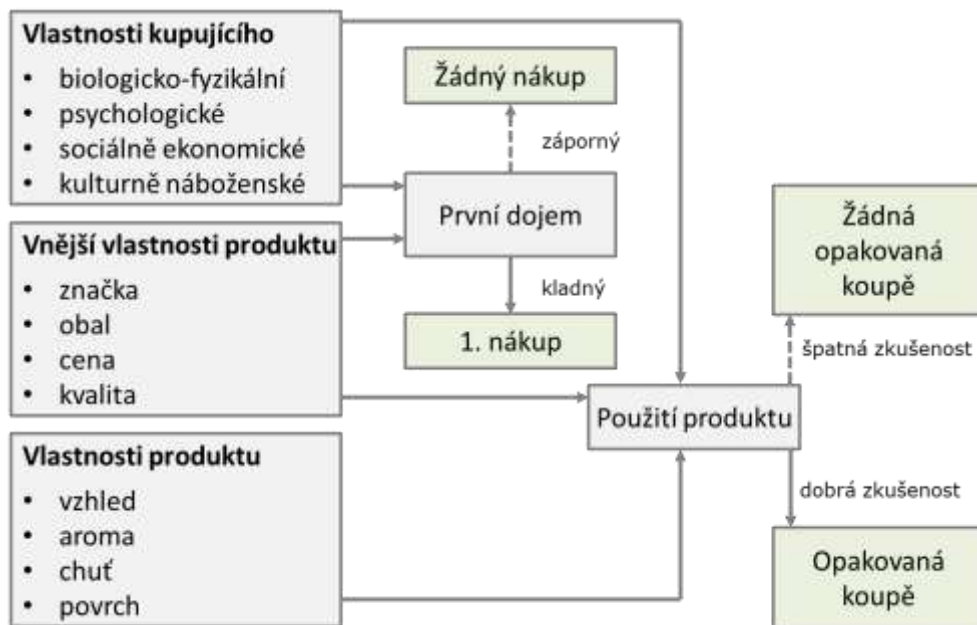 Vlastnosti kupujícího
• biologicko-fyzikální
• psychologické
• sociálně ekonomické
• kulturně náboženské
Vnější vlastnosti produktu
• značka
• obal
• cena
• kvalita
Vlastnosti produktu
• vzhled
• aroma
• chuť
• povrch
Žádný nákup
záporný
První dojem
kladný
1. nákup
Použití produktu
Žádná
opakovaná
koupě
špatná zkušenost
dobrá zkušenost
Opakovaná
koupě